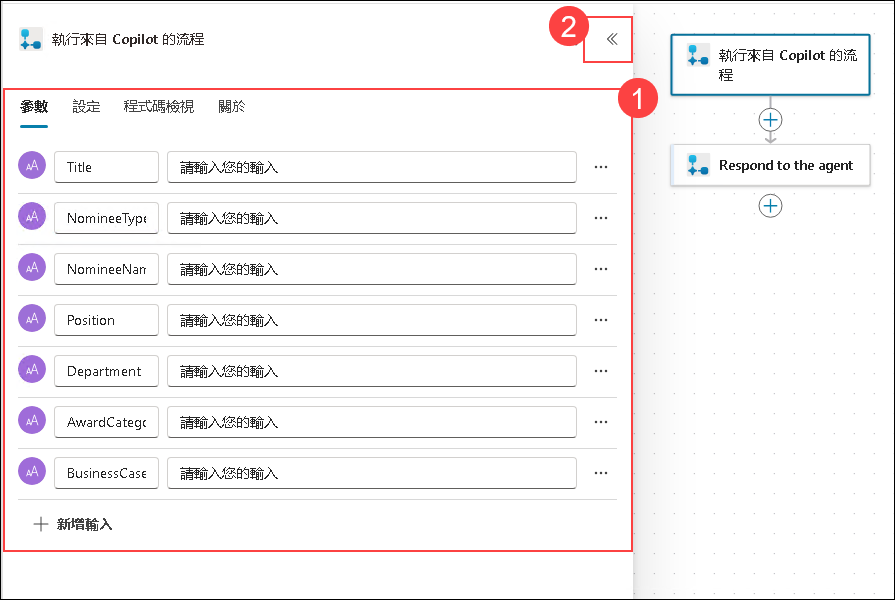 執行來自 Copilot 的流程
2
1
參數 設定 程式碼檢視 關於
AA Title 請輸入您的輸入
AA NomineeType 請輸入您的輸入
AA NomineeNam 請輸入您的輸入
AA Position 請輸入您的輸入
AA Department 請輸入您的輸入
AA AwardCatego 請輸入您的輸入
AA BusinessCase 請輸入您的輸入
新增輸入
執行來自 Copilot 的流
程
Respond to the agent